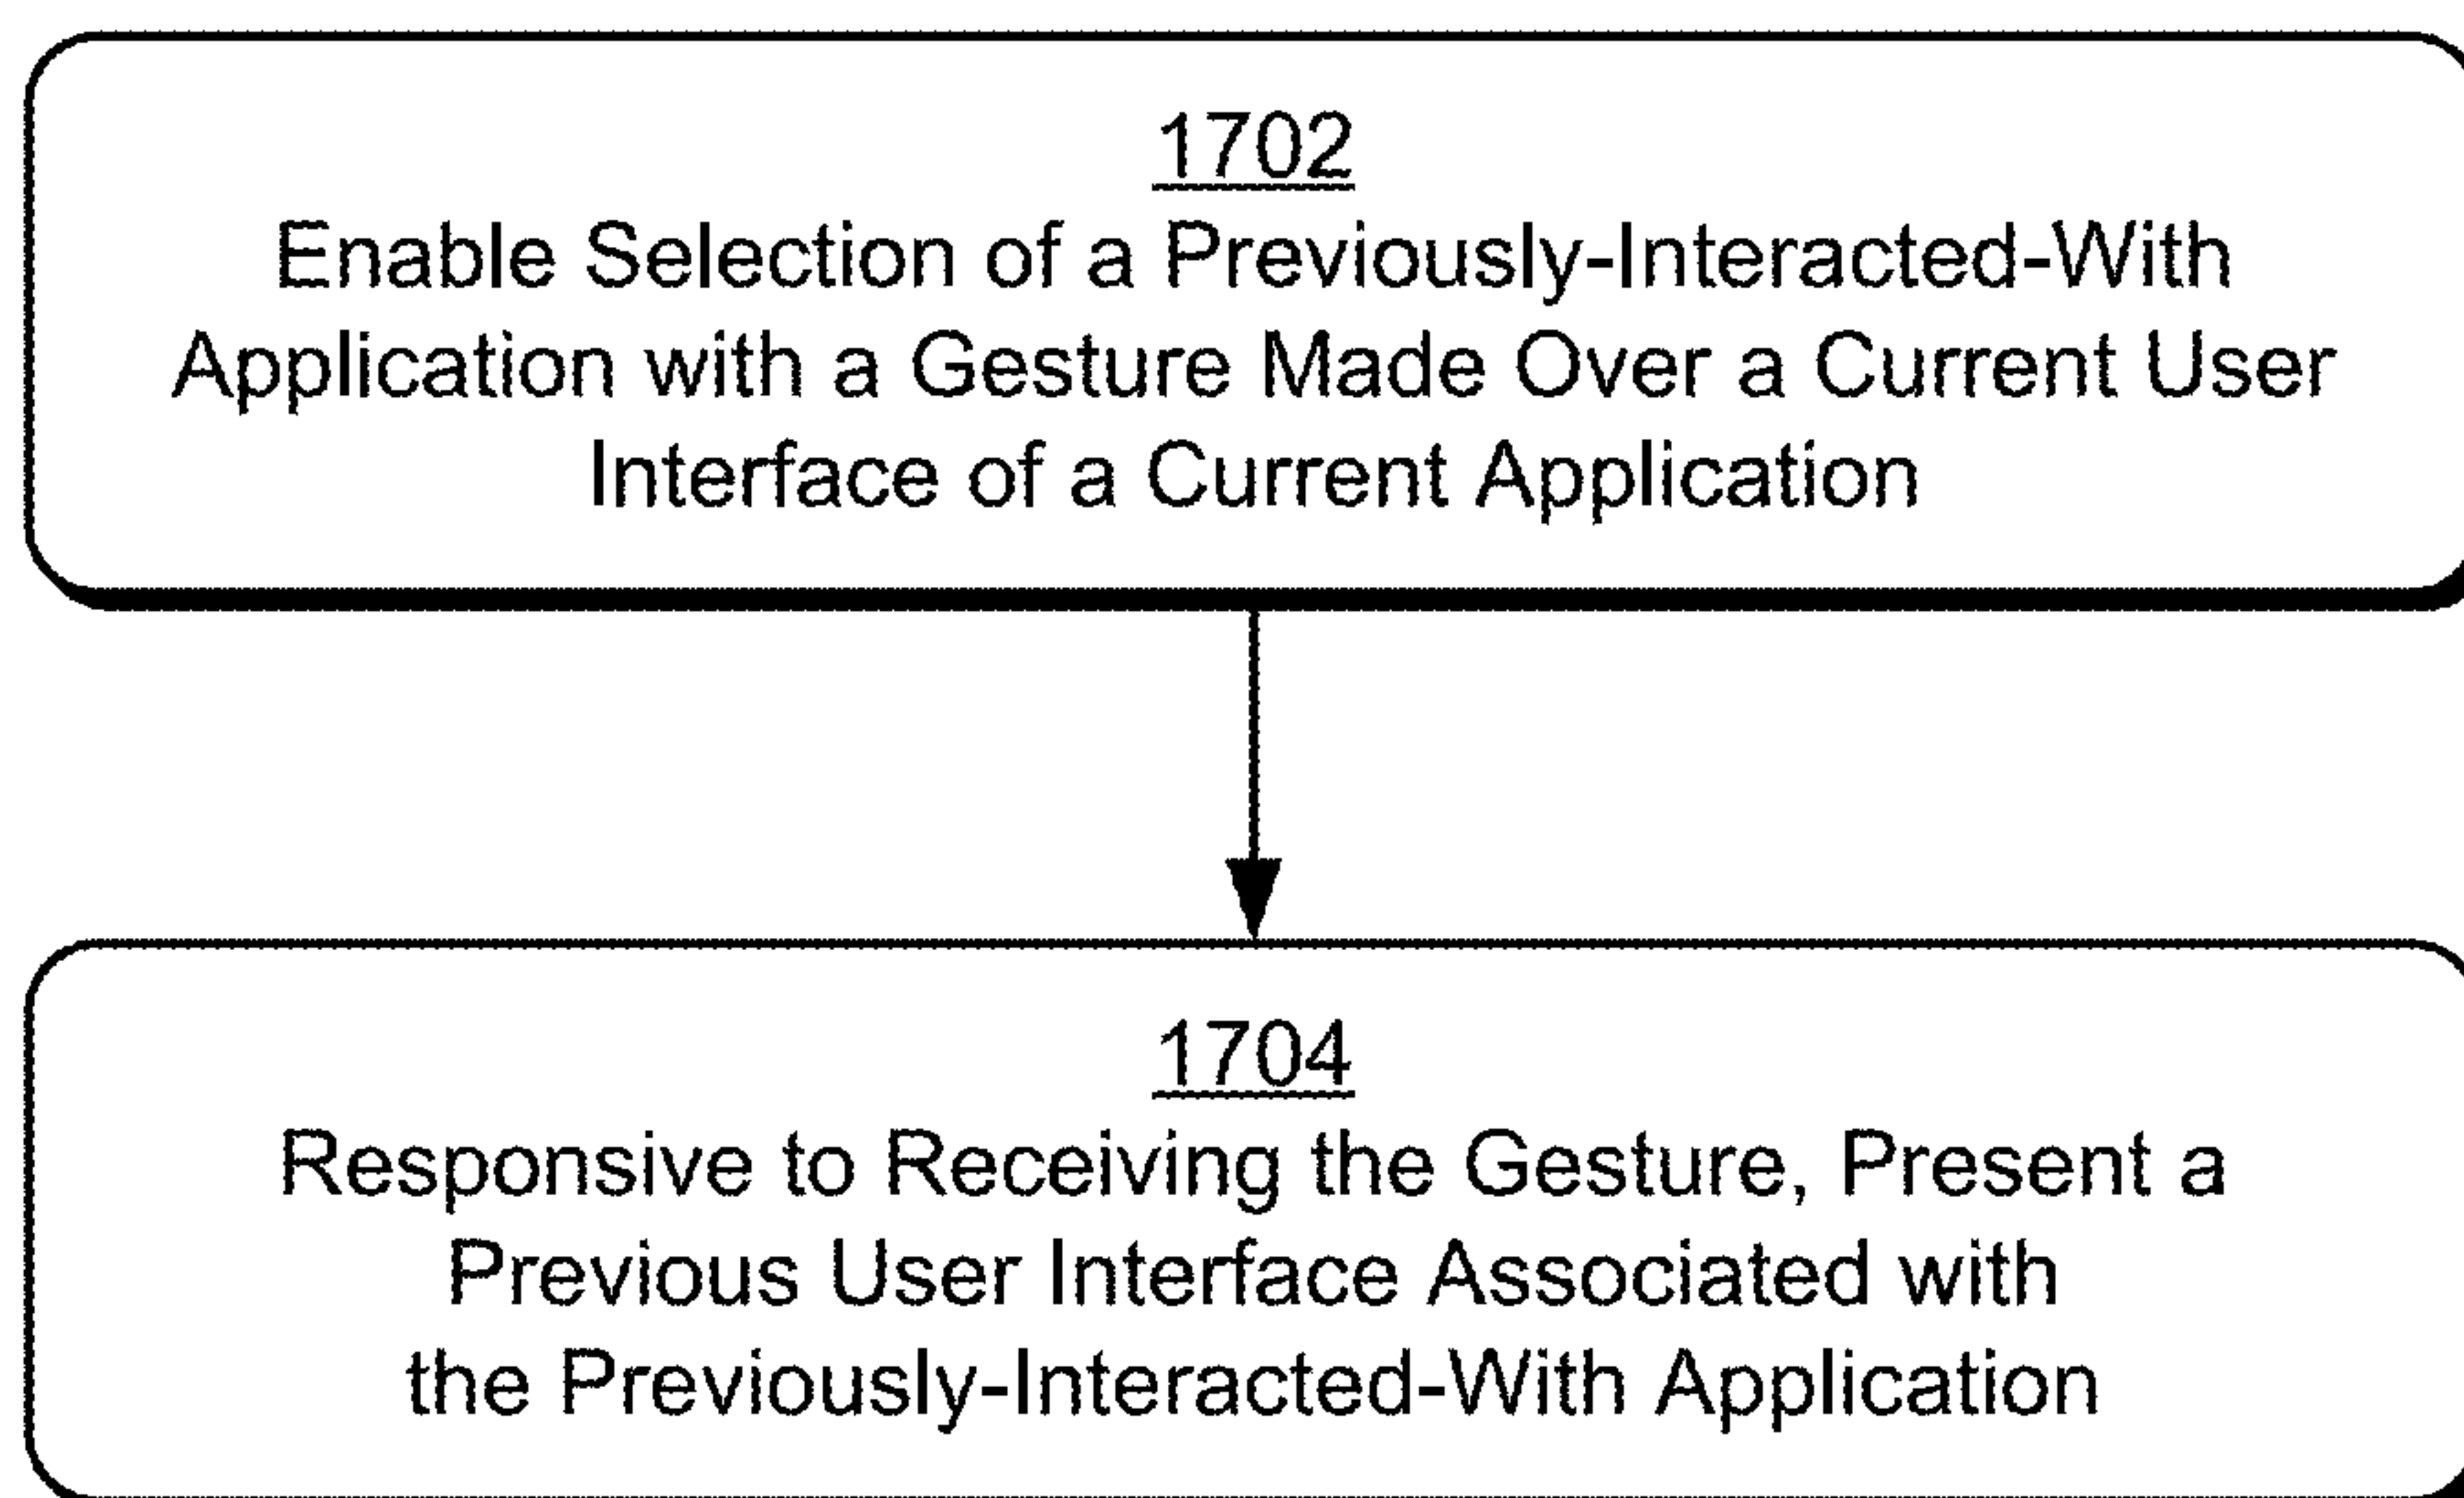 1702
Enable Selection of a Previously-Interacted-With
Application with a Gesture Made Over a Current User
Interface of a Current Application
1704
Responsive to Receiving the Gesture, Present a
Previous User Interface Associated with
the Previously-Interacted-With Application